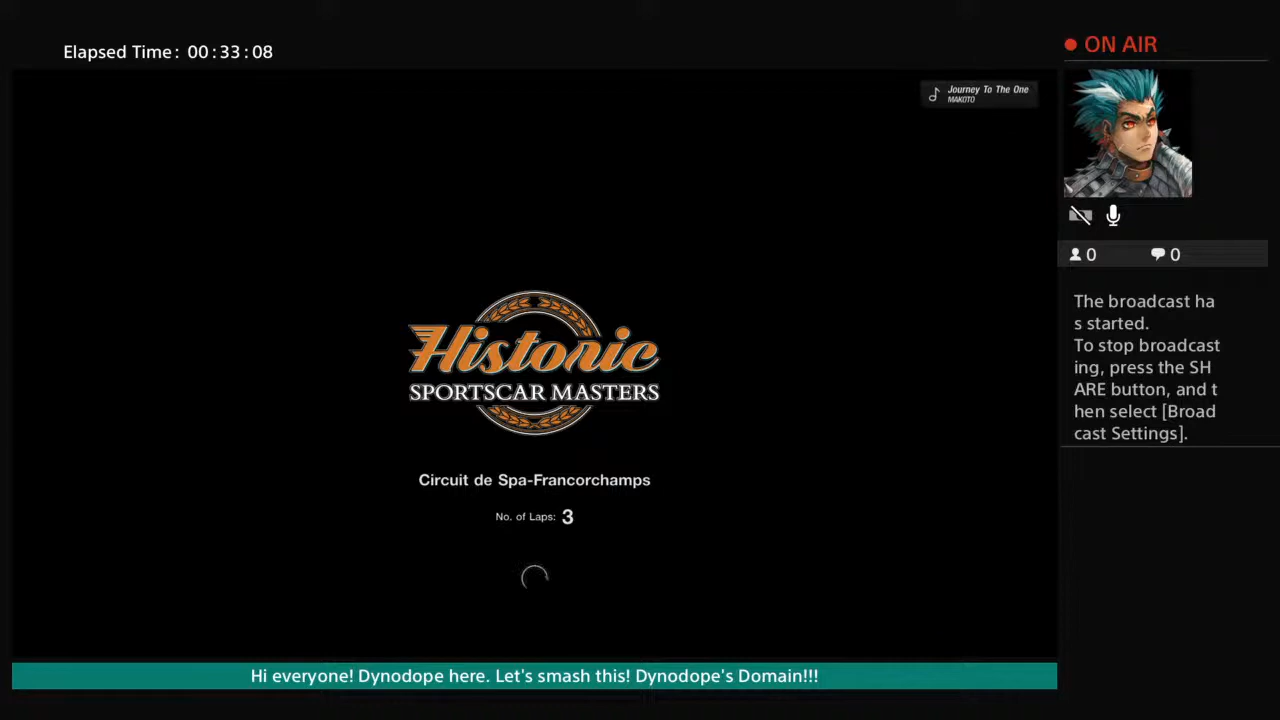 Elapsed Time: 00:33:08
ON AIR
Journey To The One
MAKOTO
0
0
Historic
SPORTSCAR MASTERS
Circuit de Spa-Francorchamps
No. of Laps: 3
The broadcast ha
s started.
To stop broadcast
ing, press the SH
ARE button, and t
hen select [Broad
cast Settings].
Hi everyone! Dynodope here. Let's smash this! Dynodope's Domain!!!